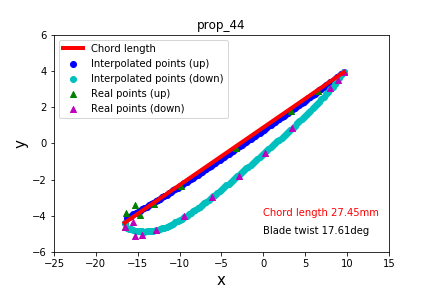 prop_44
Chord length
Interpolated points (up)
Interpolated points (down)
Real points (up)
Real points (down)
6
4
2
0
−2
−4
−6
y
Chord length 27.45mm
Blade twist 17.61deg
−25 −20 −15 −10 −5 0 5 10 15
x